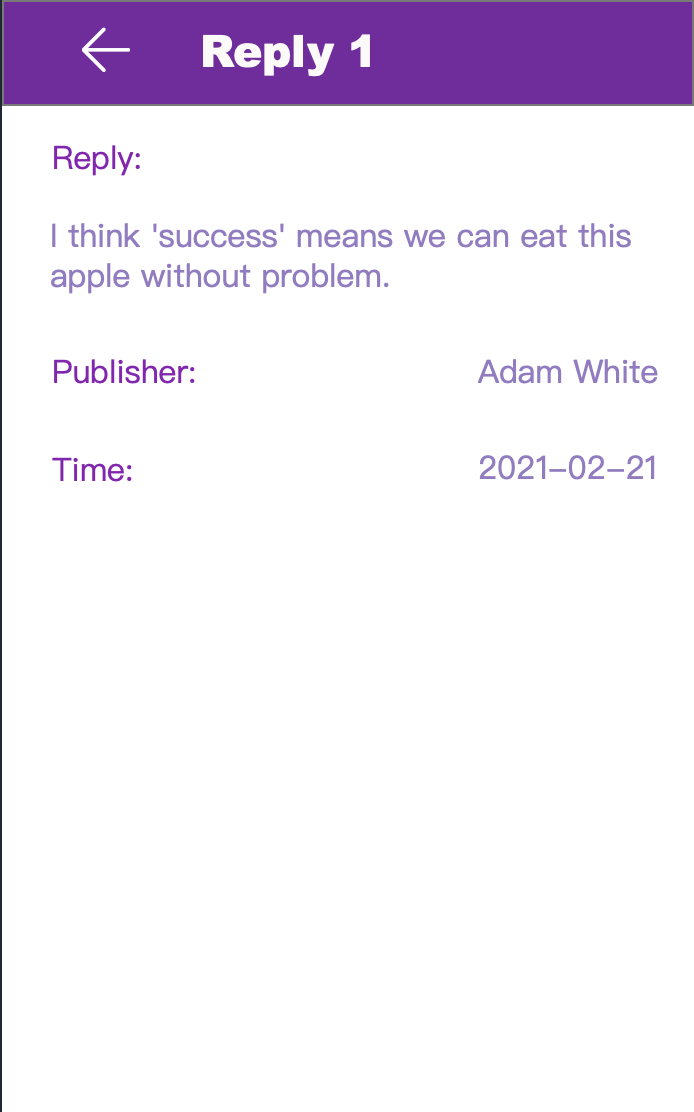 Reply 1
Reply:
I think 'success' means we can eat this
apple without problem.
Publisher: Adam White
Time: 2021-02-21